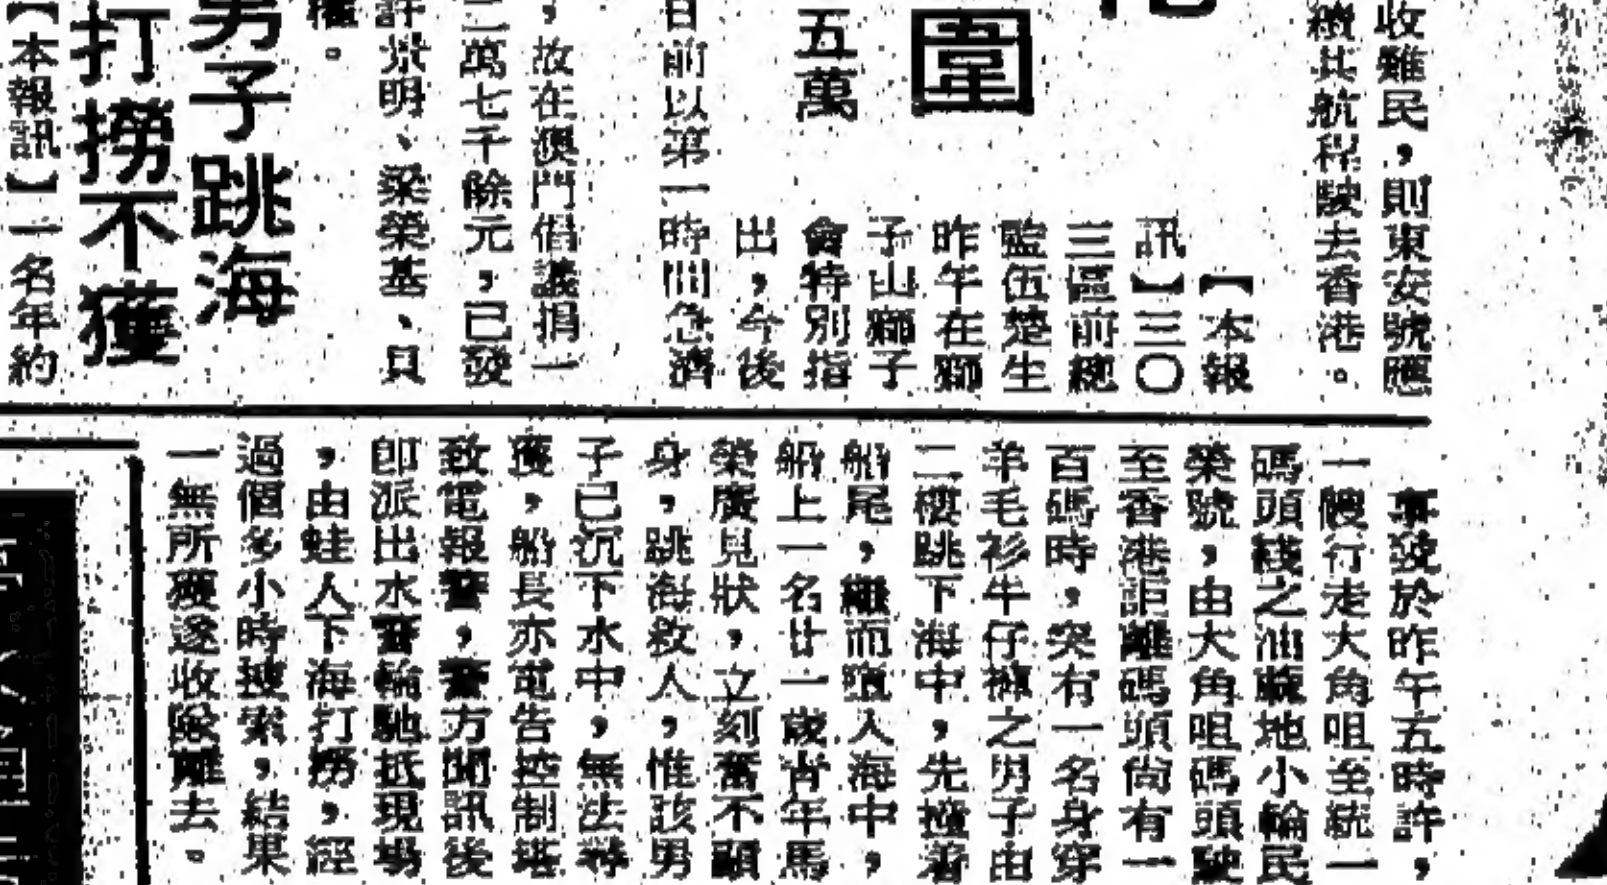 收難民，則東安號應
續其航程駛去香港。
圍
五萬
【本報
訊】三〇
三區前總
監伍楚生
昨午在獅
子山獅子
會特別指
出，今後
日前以第一時間急濟
，故在澳門倡議捐一
二萬七千餘元，已發
許景明、梁榮基、貝
權。
男子跳海
打撈不獲
【本報訊】一名年約
事發於昨午五時許，
一艘行走大角咀至統一
碼頭棧之油蔴地小輪民
榮號，由大角咀碼頭駛
至香港詎離碼頭尙有一
百碼時，突有一名身穿
羊毛衫牛仔褲之男子由
二樓跳下海中，先撞着
船尾，繼而墮入海中，
船上一名廿一歲靑年馬
榮廣見狀，立刻奮不顧
身，跳海救人，惟該男
子已沉下水中，無法尋
獲，船長亦電告控制塔
致電報警，警方聞訊後
卽派出水警輪馳抵現場
，由蛙人下海打撈，經
過個多小時搜索，結果
一無所獲遂收隊離去。